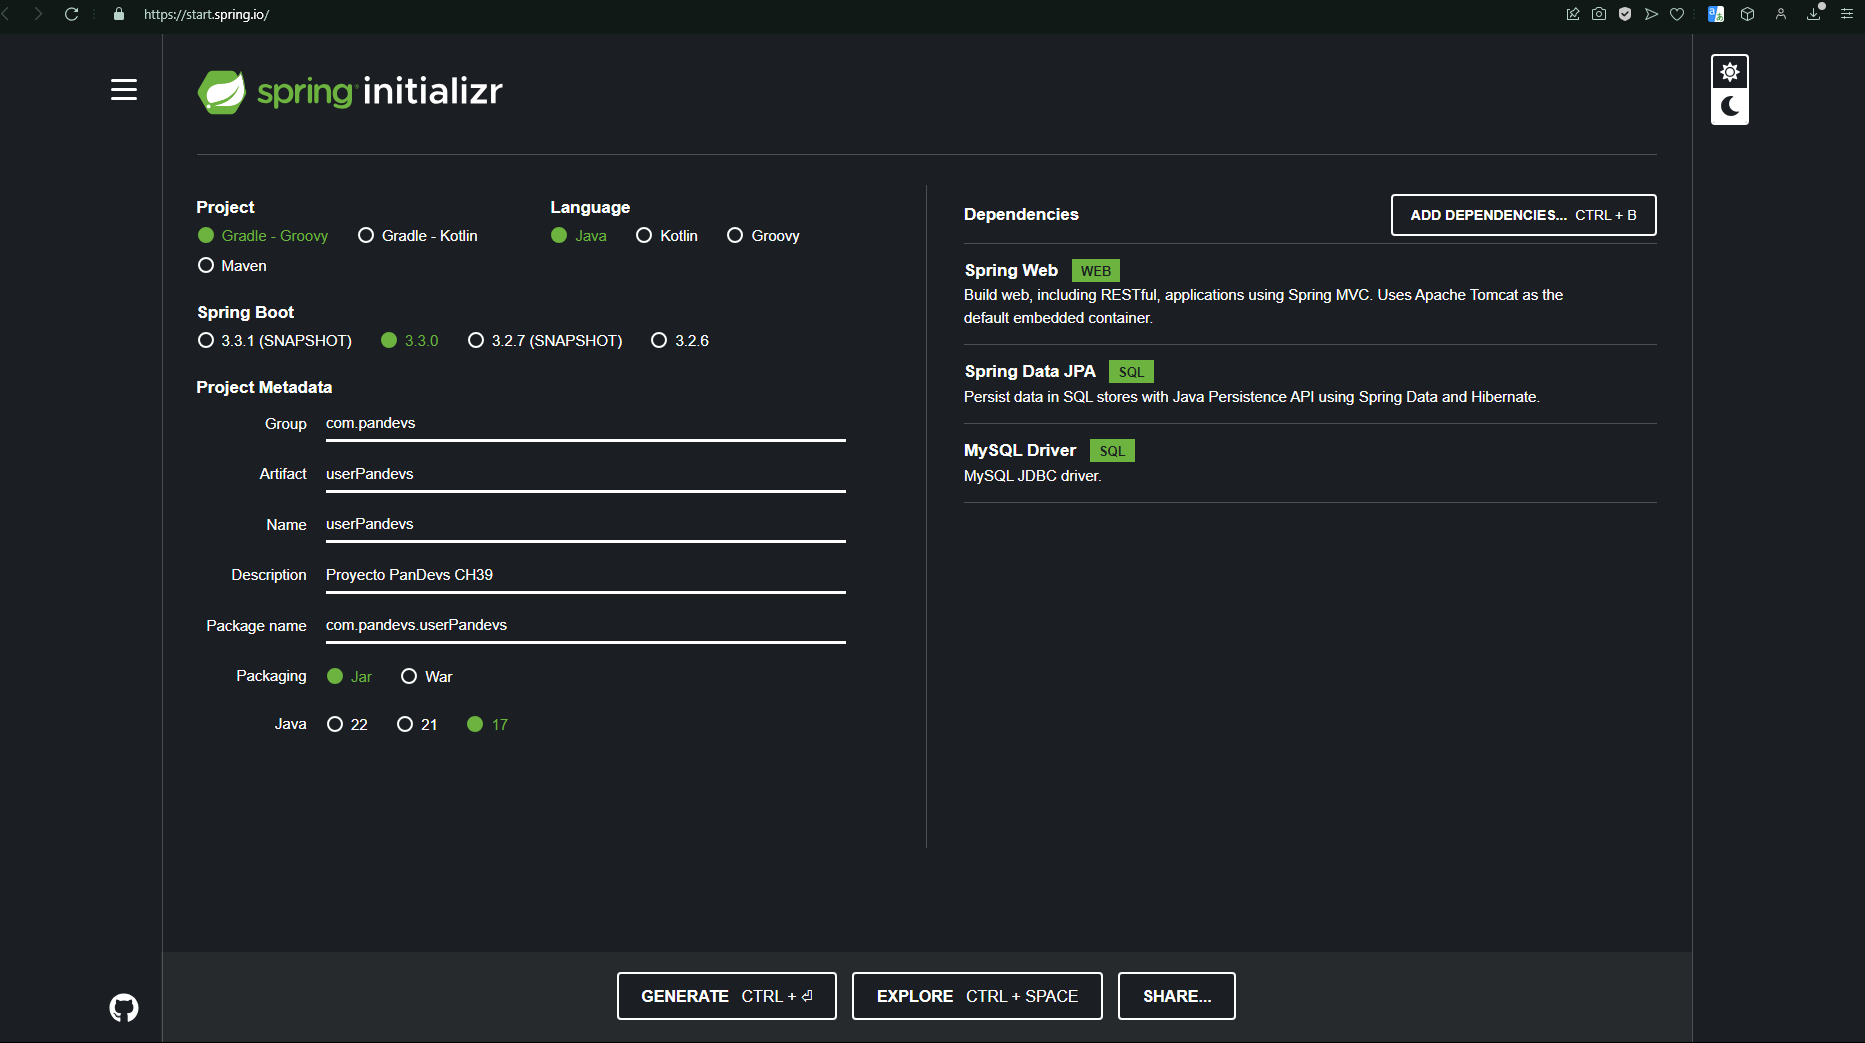 https://start.spring.io/
spring initializr
Project
Gradle - Groovy Gradle - Kotlin
Maven
Language
Java Kotlin Groovy
Spring Boot
3.3.1 (SNAPSHOT) 3.3.0 3.2.7 (SNAPSHOT) 3.2.6
Project Metadata
Group com.pandevs
Artifact userPandevs
Name userPandevs
Description Proyecto PanDevs CH39
Package name com.pandevs.userPandevs
Packaging Jar War
Java 22 21 17
Dependencies ADD DEPENDENCIES... CTRL + B
Spring Web WEB
Build web, including RESTful, applications using Spring MVC. Uses Apache Tomcat as the
default embedded container.
Spring Data JPA SQL
Persist data in SQL stores with Java Persistence API using Spring Data and Hibernate.
MySQL Driver SQL
MySQL JDBC driver.
GENERATE CTRL + ⏎ EXPLORE CTRL + SPACE SHARE...